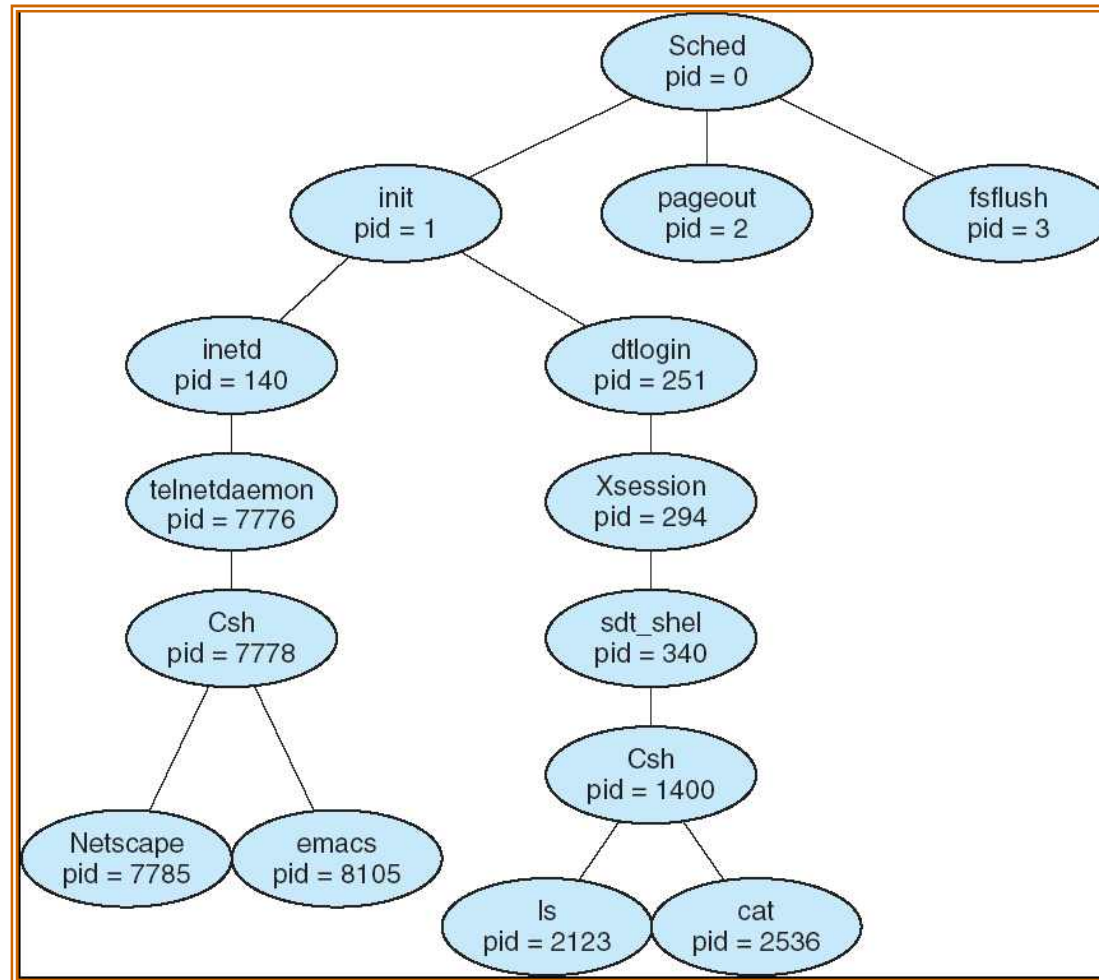 Sched
pid = 0
init
pid = 1
pageout
pid = 2
fsflush
pid = 3
inetd
pid = 140
dtlogin
pid = 251
telnetdaemon
pid = 7776
Xsession
pid = 294
Csh
pid = 7778
sdt_shel
pid = 340
Csh
pid = 1400
Netscape
pid = 7785
emacs
pid = 8105
ls
pid = 2123
cat
pid = 2536